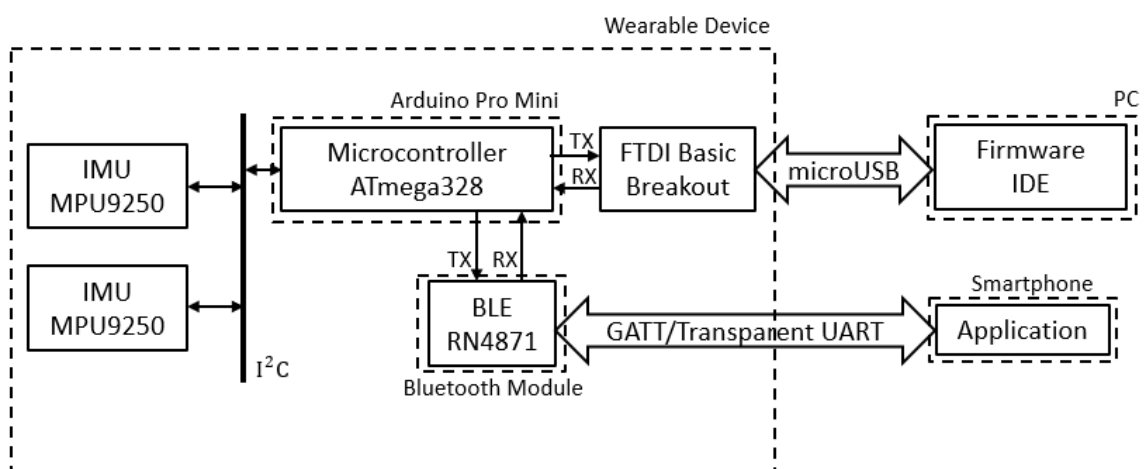 Wearable Device
Arduino Pro Mini
PC
IMU
MPU9250
Microcontroller
ATmega328
TX
RX
FTDI Basic
Breakout
microUSB
Firmware
IDE
TX
RX
IMU
MPU9250
I²C
BLE
RN4871
Bluetooth Module
GATT/Transparent UART
Smartphone
Application